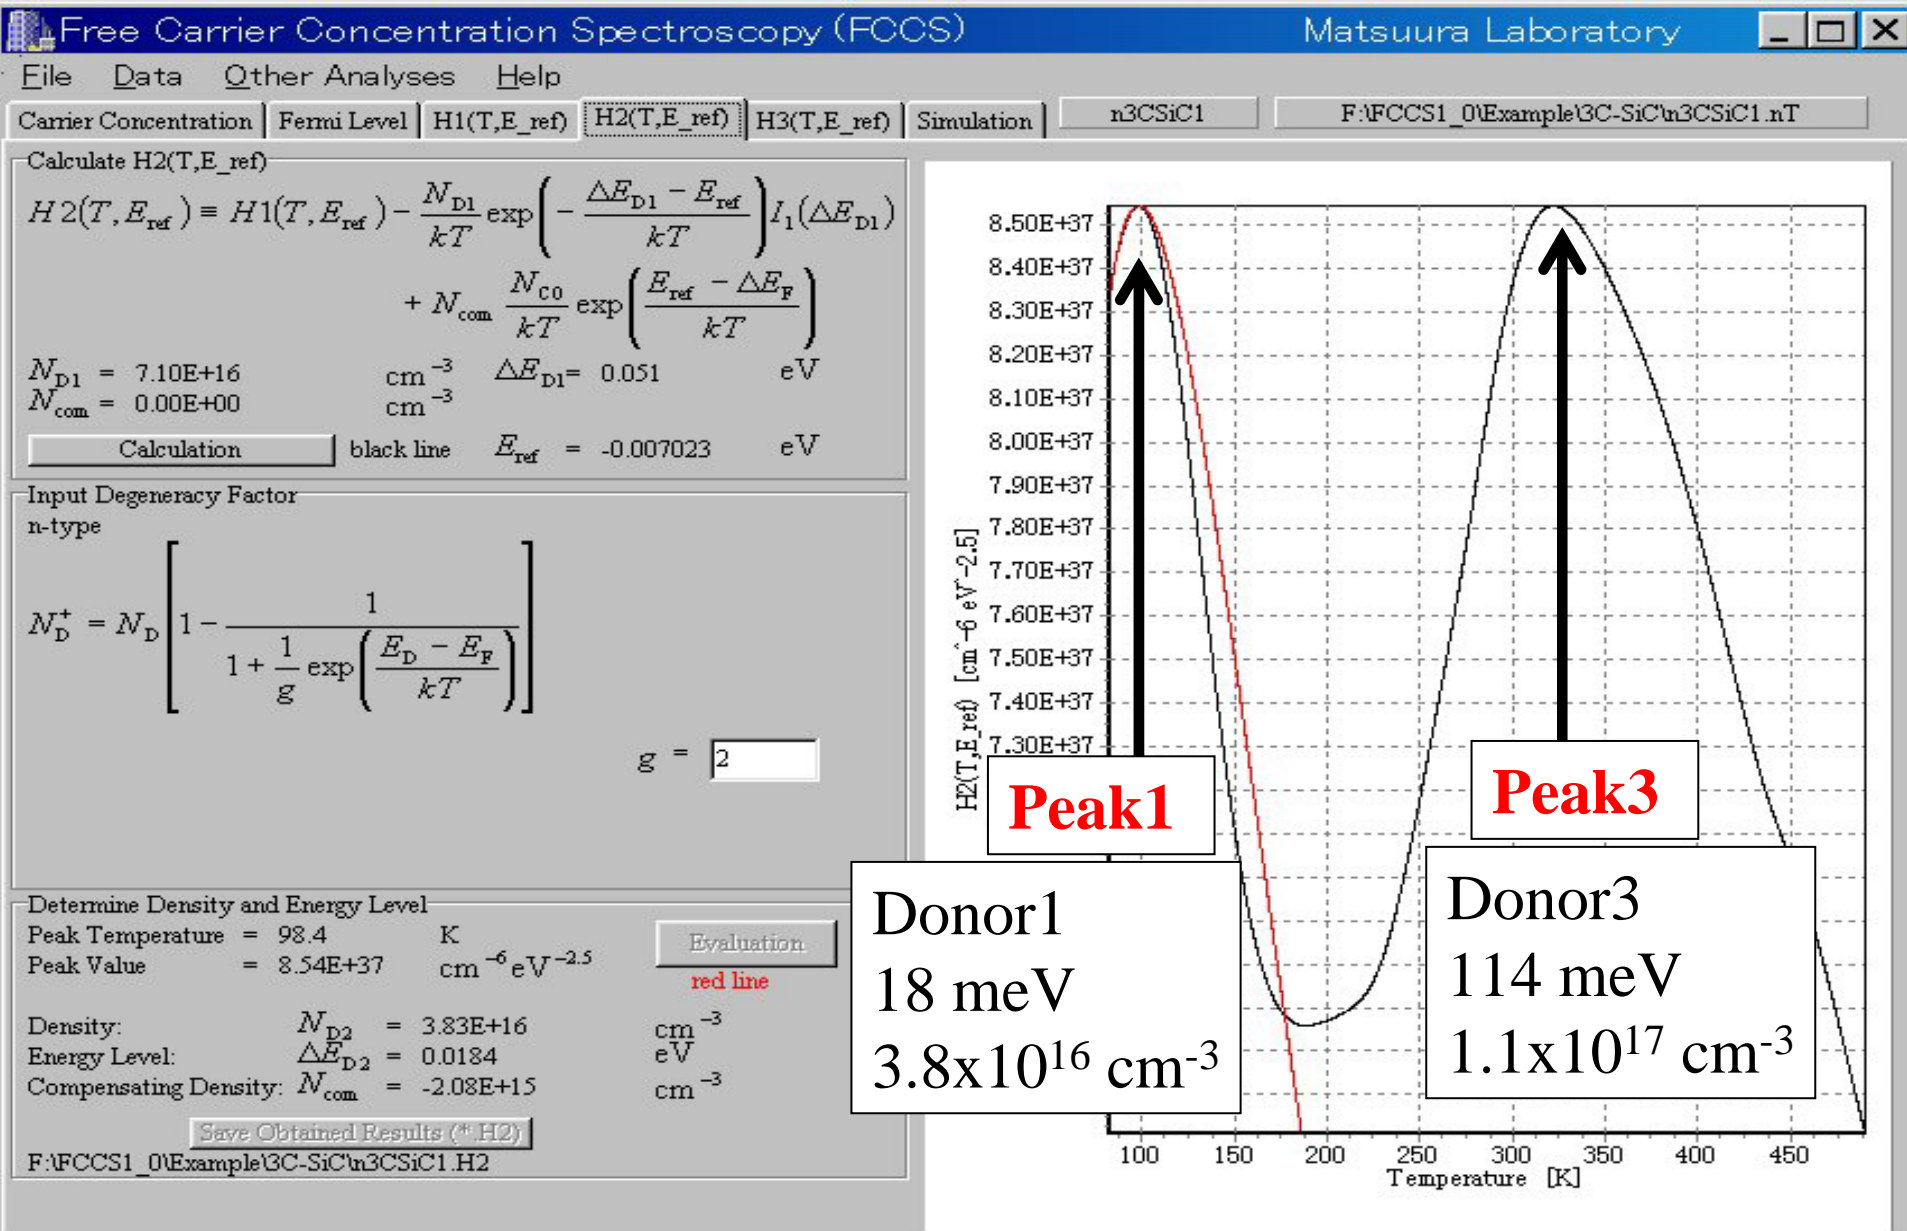 Free Carrier Concentration Spectroscopy (FCCS) Matsuura Laboratory
File Data Other Analyses Help
Carrier Concentration Fermi Level H1(T,E_ref) H2(T,E_ref) H3(T,E_ref) Simulation n3CSiC1 F:\FCCS1_0\Example\3C-SiC\n3CSiC1.nT
Calculate H2(T,E_ref)
H2(T,E_ref) ≡ H1(T,E_ref) − N_D1/kT exp(− (ΔE_D1 − E_ref)/kT) I_1(ΔE_D1)
+ N_com N_C0/kT exp((E_ref − ΔE_F)/kT)
N_D1 = 7.10E+16 cm⁻³ ΔE_D1= 0.051 eV
N_com = 0.00E+00 cm⁻³
Calculation black line E_ref = -0.007023 eV
Input Degeneracy Factor
n-type
N_D⁺ = N_D [1 − 1/(1 + 1/g exp((E_D − E_F)/kT))]
g = 2
Determine Density and Energy Level
Peak Temperature = 98.4 K
Peak Value = 8.54E+37 cm⁻⁶eV⁻²·⁵
Evaluation
red line
Density: N_D2 = 3.83E+16 cm⁻³
Energy Level: ΔE_D2 = 0.0184 eV
Compensating Density: N_com = -2.08E+15 cm⁻³
Save Obtained Results (*.H2)
F:\FCCS1_0\Example\3C-SiC\n3CSiC1.H2
H2(T,E_ref) [cm^-6 eV^-2.5]
8.50E+37
8.40E+37
8.30E+37
8.20E+37
8.10E+37
8.00E+37
7.90E+37
7.80E+37
7.70E+37
7.60E+37
7.50E+37
7.40E+37
7.30E+37
Peak1
Donor1
18 meV
3.8x10¹⁶ cm⁻³
Peak3
Donor3
114 meV
1.1x10¹⁷ cm⁻³
100 150 200 250 300 350 400 450
Temperature [K]